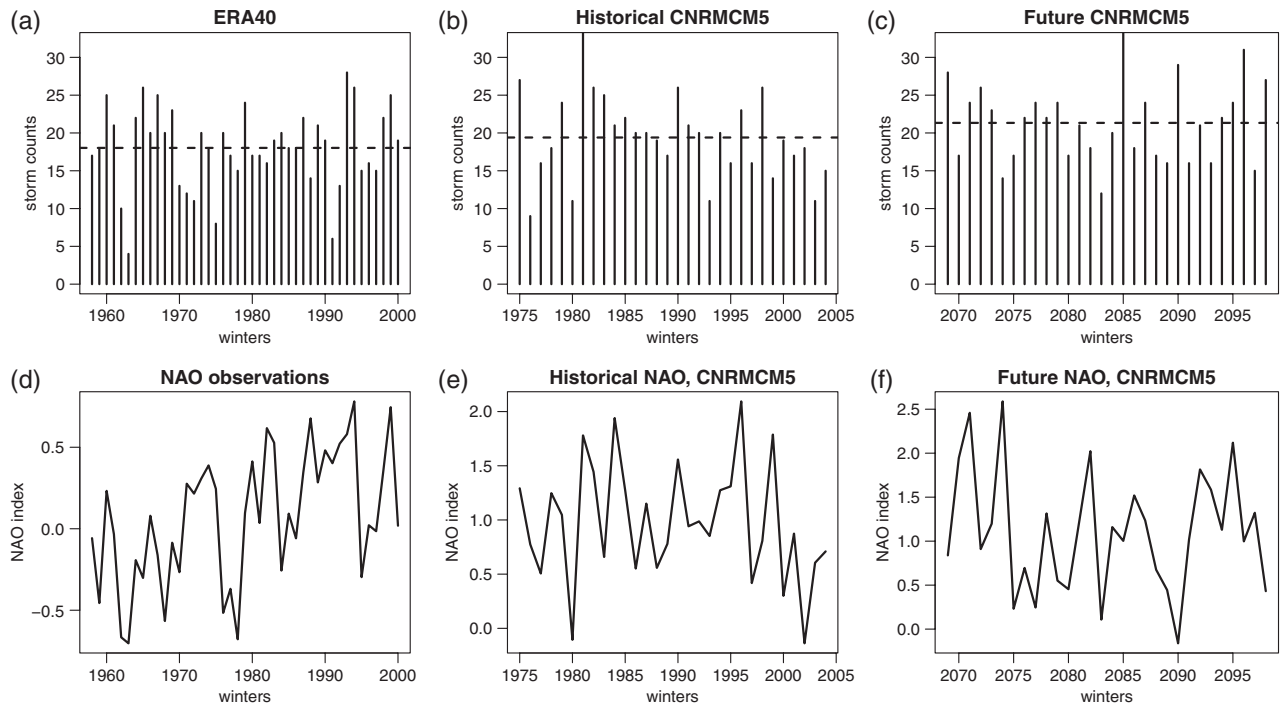 (a)
ERA40
storm counts
30
25
20
15
10
5
0
1960 1970 1980 1990 2000
winters
(b)
Historical CNRMCM5
storm counts
30
25
20
15
10
5
0
1975 1980 1985 1990 1995 2000 2005
winters
(c)
Future CNRMCM5
storm counts
30
25
20
15
10
5
0
2070 2075 2080 2085 2090 2095
winters
(d)
NAO observations
NAO index
0.5
0.0
−0.5
1960 1970 1980 1990 2000
winters
(e)
Historical NAO, CNRMCM5
NAO index
2.0
1.5
1.0
0.5
0.0
1975 1980 1985 1990 1995 2000 2005
winters
(f)
Future NAO, CNRMCM5
NAO index
2.5
2.0
1.5
1.0
0.5
0.0
2070 2075 2080 2085 2090 2095
winters